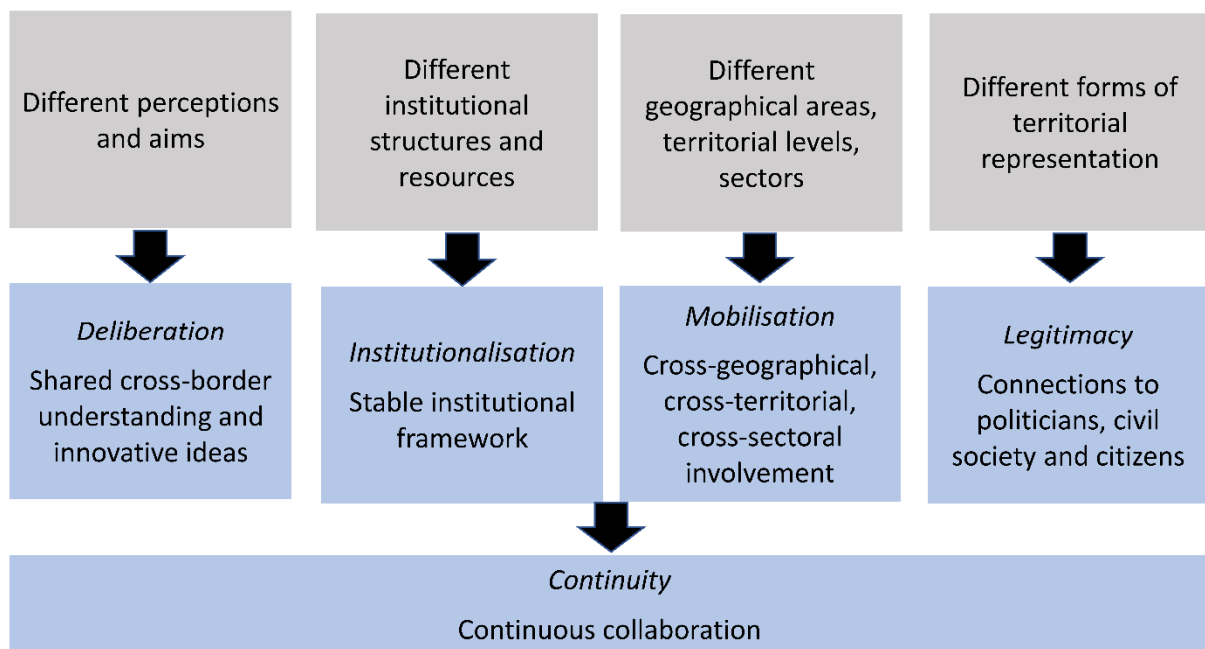 Different perceptions
and aims
Different
institutional
structures and
resources
Different
geographical areas,
territorial levels,
sectors
Different forms of
territorial
representation
Deliberation
Shared cross-border
understanding and
innovative ideas
Institutionalisation
Stable institutional
framework
Mobilisation
Cross-geographical,
cross-territorial,
cross-sectoral
involvement
Legitimacy
Connections to
politicians, civil
society and citizens
Continuity
Continuous collaboration